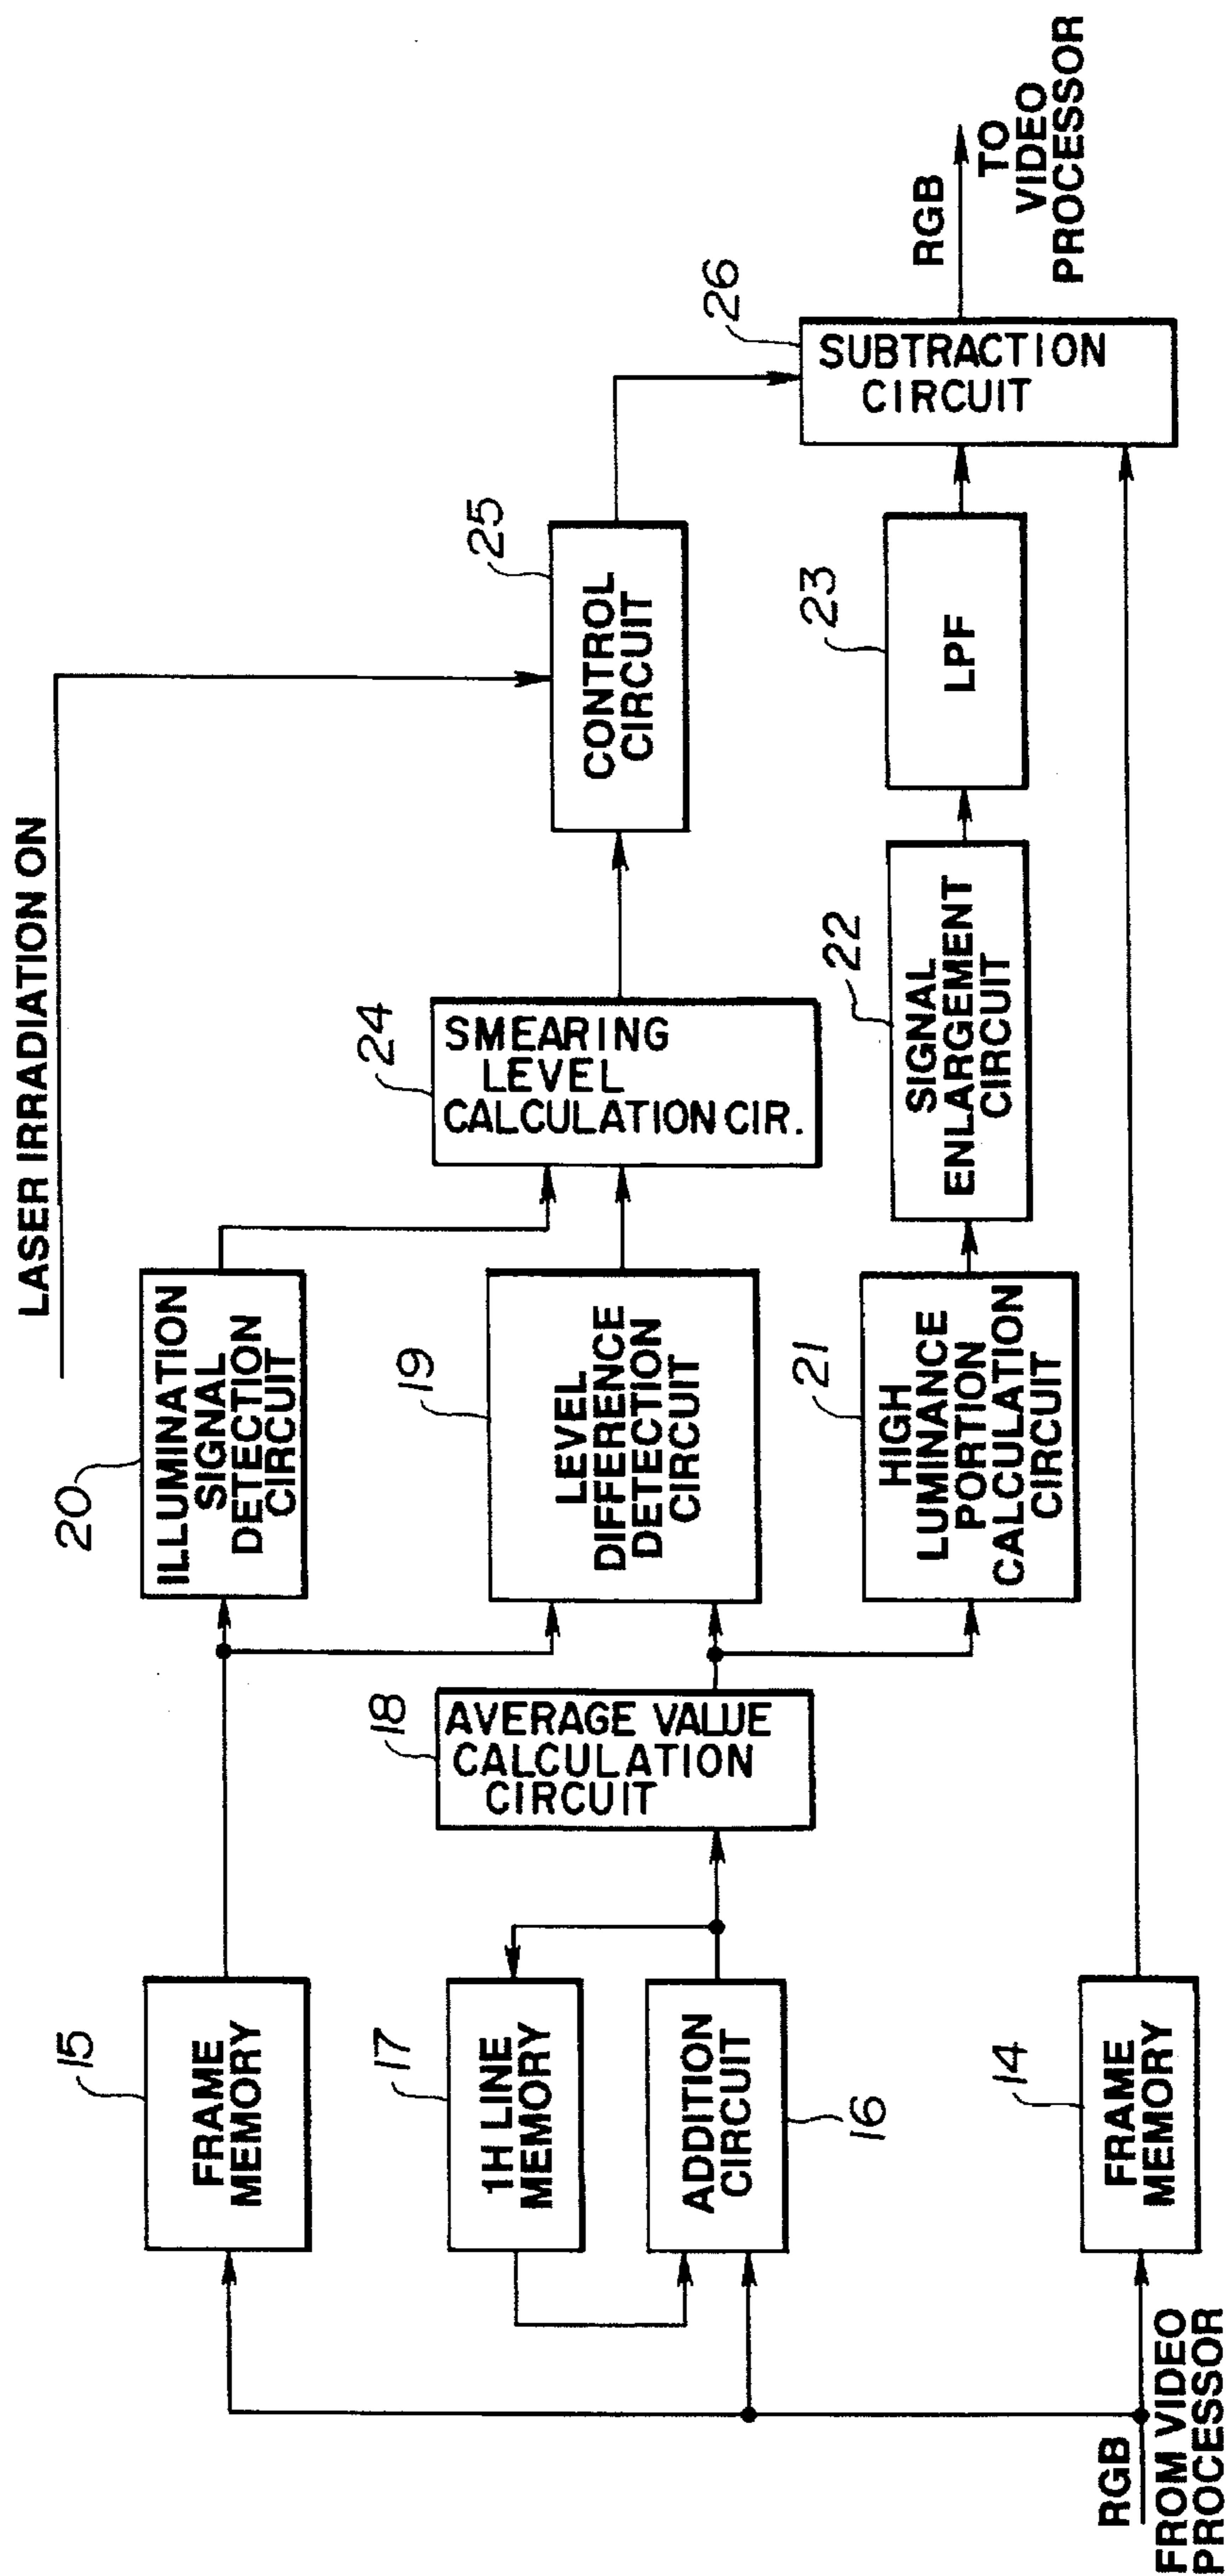 LASER IRRADIATION ON
20
ILLUMINATION
SIGNAL
DETECTION
CIRCUIT
15
FRAME
MEMORY
17
1H LINE
MEMORY
ADDITION
CIRCUIT
16
18
AVERAGE VALUE
CALCULATION
CIRCUIT
19
LEVEL
DIFFERENCE
DETECTION
CIRCUIT
24
SMEARING
LEVEL
CALCULATION CIR.
25
CONTROL
CIRCUIT
21
HIGH
LUMINANCE
PORTION
CALCULATION
CIRCUIT
22
SIGNAL
ENLARGEMENT
CIRCUIT
23
LPF
26
SUBTRACTION
CIRCUIT
RGB
TO
VIDEO
PROCESSOR
14
FRAME
MEMORY
RGB
FROM VIDEO
PROCESSOR